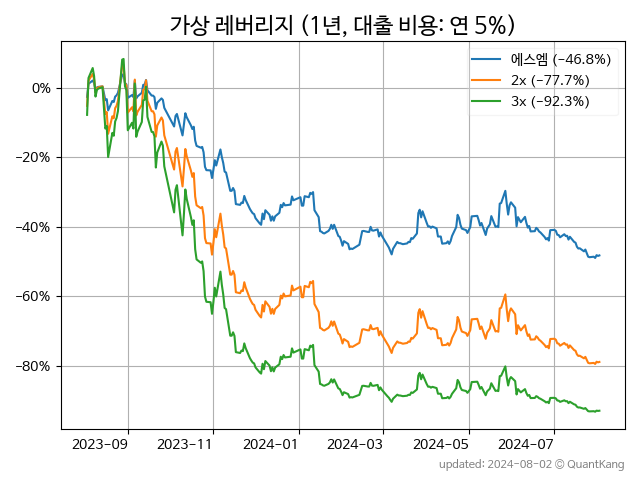 가상 레버리지 (1년, 대출 비용: 연 5%)
에스엠 (−46.8%)
2x (−77.7%)
3x (−92.3%)
0%
−20%
−40%
−60%
−80%
2023-09
2023-11
2024-01
2024-03
2024-05
2024-07
updated: 2024-08-02 © QuantKang